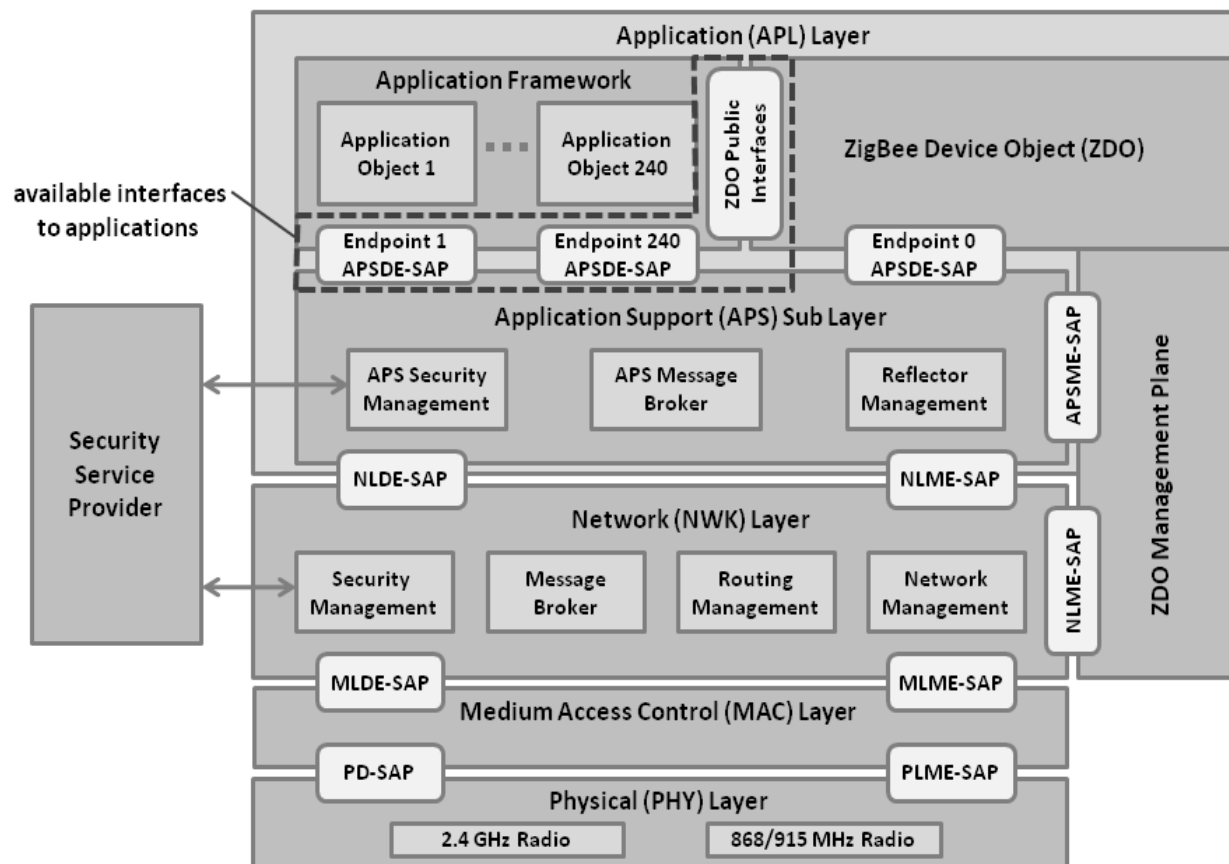 Application (APL) Layer
Application Framework
Application
Object 1
Application
Object 240
ZDO Public
Interfaces
ZigBee Device Object (ZDO)
available interfaces
to applications
Endpoint 1
APSDE-SAP
Endpoint 240
APSDE-SAP
Endpoint 0
APSDE-SAP
Application Support (APS) Sub Layer
APS Security
Management
APS Message
Broker
Reflector
Management
APSME-SAP
ZDO Management Plane
Security
Service
Provider
NLDE-SAP
NLME-SAP
Network (NWK) Layer
Security
Management
Message
Broker
Routing
Management
Network
Management
NLME-SAP
MLDE-SAP
MLME-SAP
Medium Access Control (MAC) Layer
PD-SAP
PLME-SAP
Physical (PHY) Layer
2.4 GHz Radio
868/915 MHz Radio